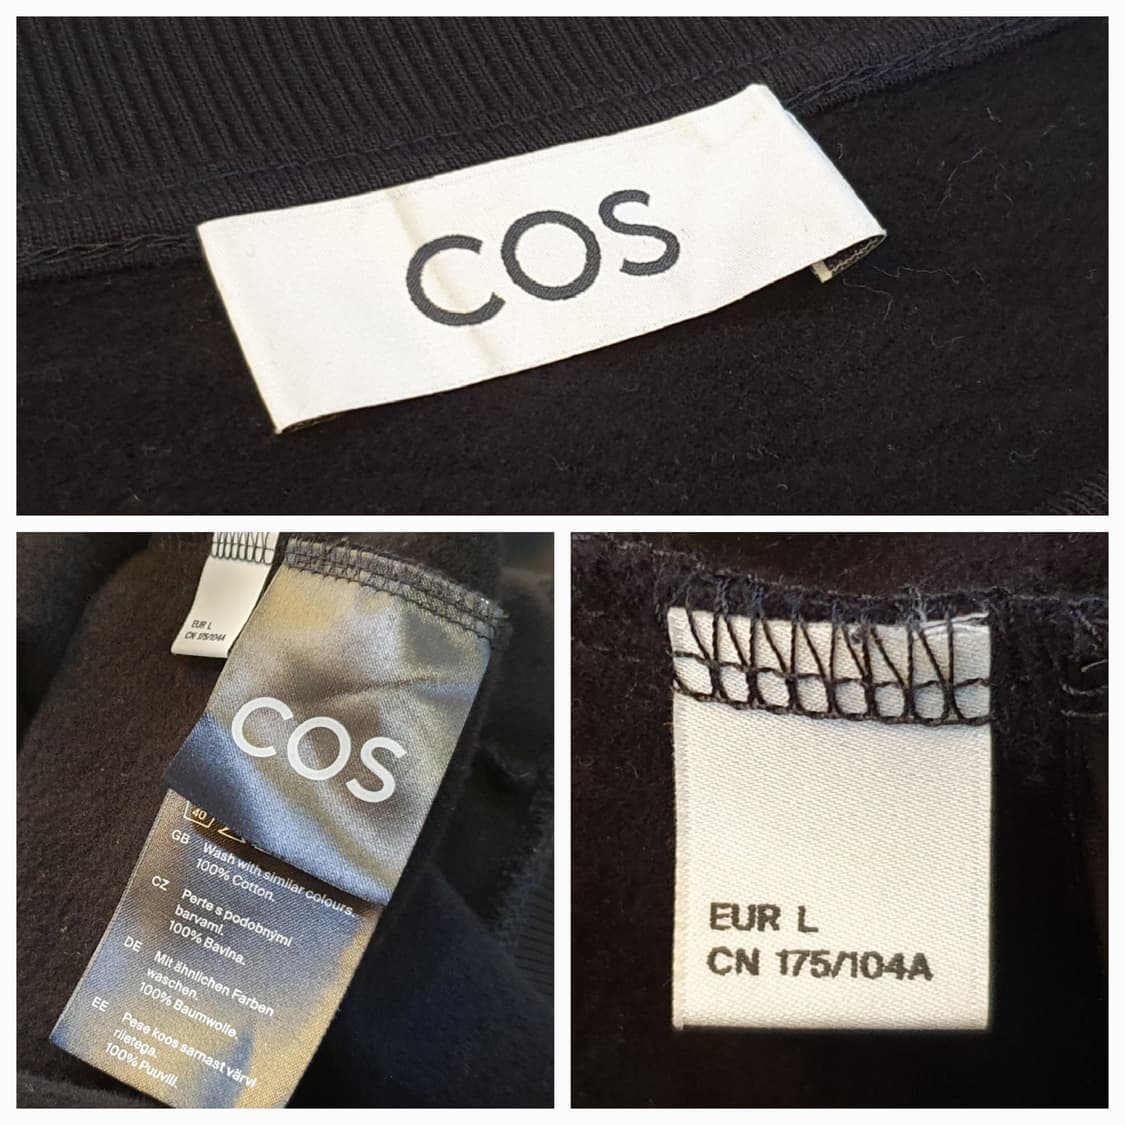 COS
EUR L
CN 175/104A
COS
40
GB Wash with similar colours.
100% Cotton.
CZ Perte s podobnými
barvami.
100% Bavlna.
DE Mit ähnlichen Farben
waschen.
100% Baumwolle.
EE Pese koos sarnast värvi
riietega.
100% Puuvill.
EUR L
CN 175/104A